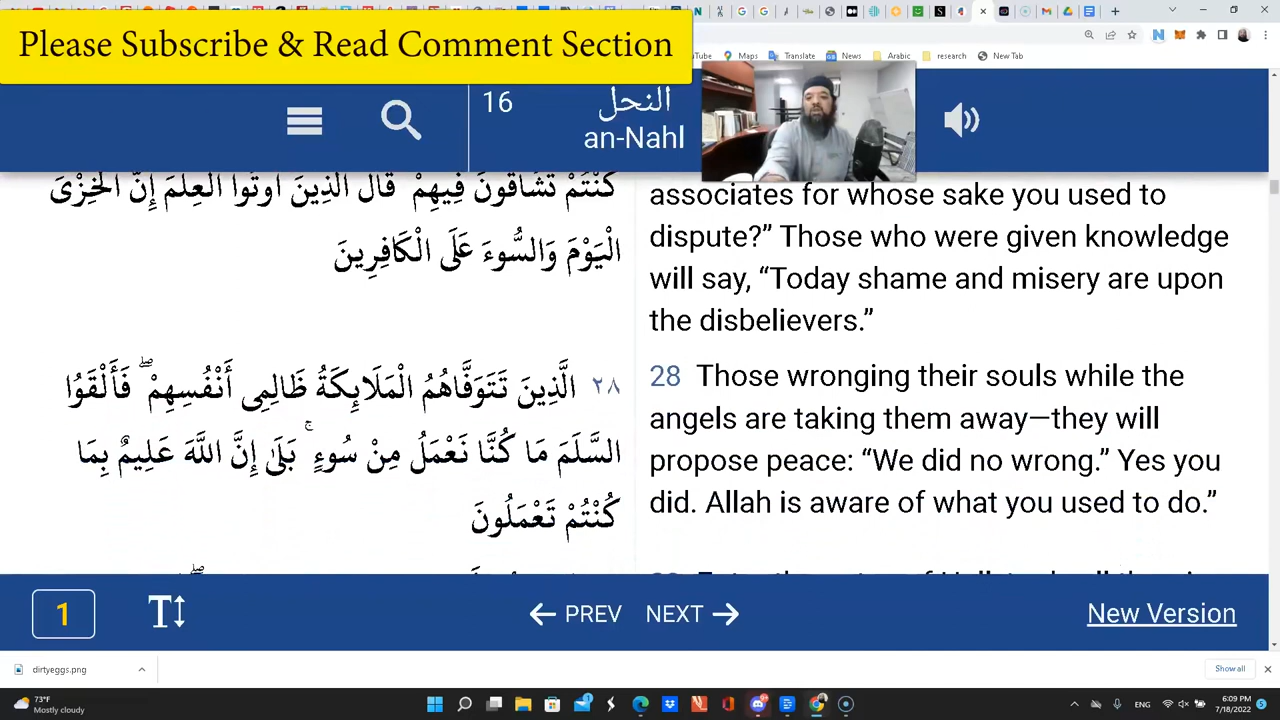 Please Subscribe & Read Comment Section
YouTube
Maps
Translate
News
Arabic
research
New Tab
16
النحل
an-Nahl
كُنْتُمْ تُشَاقُّونَ فِيهِمْ قَالَ الَّذِينَ أُوتُوا الْعِلْمَ إِنَّ الْخِزْيَ
الْيَوْمَ وَالسُّوءَ عَلَى الْكَافِرِينَ
associates for whose sake you used to
dispute?” Those who were given knowledge
will say, “Today shame and misery are upon
the disbelievers.”
٢٨ الَّذِينَ تَتَوَفَّاهُمُ الْمَلَائِكَةُ ظَالِمِي أَنْفُسِهِمْ ۖ فَأَلْقَوُا
السَّلَمَ مَا كُنَّا نَعْمَلُ مِنْ سُوءٍ ۚ بَلَىٰ إِنَّ اللَّهَ عَلِيمٌ بِمَا
كُنْتُمْ تَعْمَلُونَ
28 Those wronging their souls while the
angels are taking them away—they will
propose peace: “We did no wrong.” Yes you
did. Allah is aware of what you used to do.”
1
T
PREV
NEXT
New Version
dirtyeggs.png
Show all
73°F
Mostly cloudy
ENG
6:09 PM
7/18/2022